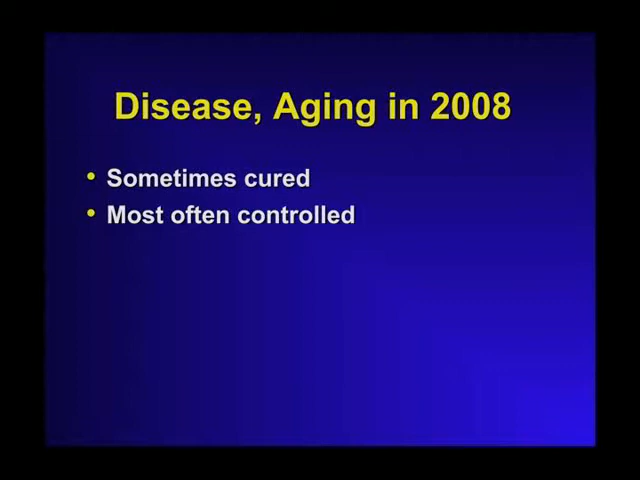 Disease, Aging in 2008
• Sometimes cured
• Most often controlled